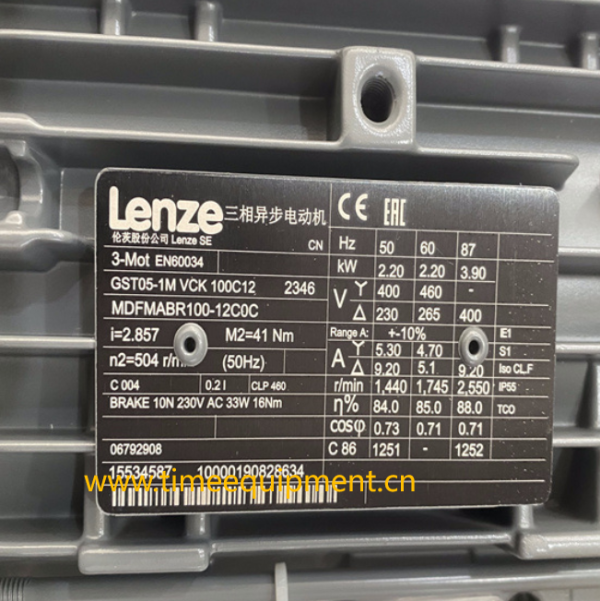 Lenze 三相异步电动机
伦茨股份公司 Lenze SE CN
3-Mot EN60034
GST05-1M VCK 100C12 2346
MDFMABR100-12C0C
i=2.857 M2=41 Nm
n2=504 r/min (50Hz)
C 004 0.2 l CLP 460
BRAKE 10N 230V AC 33W 16Nm
06792908
15534587 10000190828634
CE EAC
Hz 50 60 87
kW 2.20 2.20 3.90
V Y 400 460 -
Δ 230 265 400
Range A: +-10% E1
A Y 5.30 4.70 - S1
Δ 9.20 5.1 9.20 Iso CL.F
r/min 1,440 1,745 2,550 IP55
η% 84.0 85.0 88.0 TCO
cosφ 0.73 0.71 0.71
C 86 1251 - 1252
www.timeequipment.cn